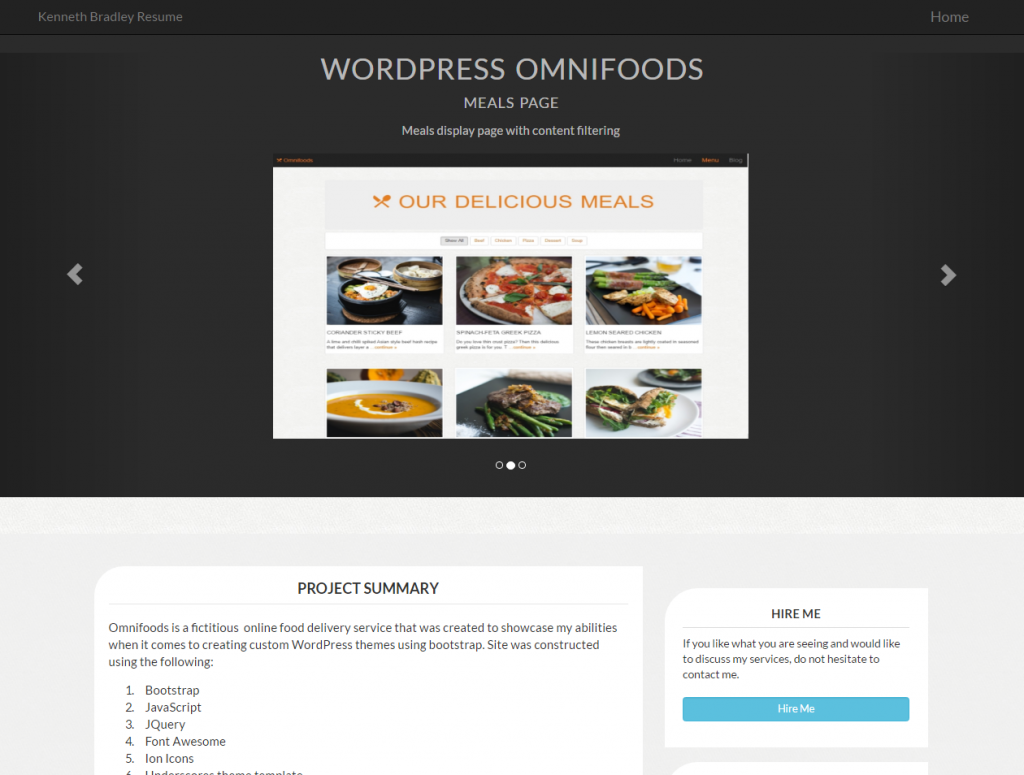 Kenneth Bradley Resume
Home
WORDPRESS OMNIFOODS
MEALS PAGE
Meals display page with content filtering
Omnifoods
Home Menu Blog
OUR DELICIOUS MEALS
Show All Beef Chicken Pizza Dessert Soup
CORIANDER STICKY BEEF
A lime and chilli spiked Asian style beef hash recipe
that delivers layer a ... continue »
SPINACH-FETA GREEK PIZZA
Do you love thin crust pizza? Then this delicious
greek pizza is for you. T ... continue »
LEMON SEARED CHICKEN
These chicken breasts are lightly coated in seasoned
flour then seared in b ... continue »
PROJECT SUMMARY
Omnifoods is a fictitious online food delivery service that was created to showcase my abilities
when it comes to creating custom WordPress themes using bootstrap. Site was constructed
using the following:
1. Bootstrap
2. JavaScript
3. JQuery
4. Font Awesome
5. Ion Icons
6. Underscores theme template
HIRE ME
If you like what you are seeing and would like
to discuss my services, do not hesitate to
contact me.
Hire Me